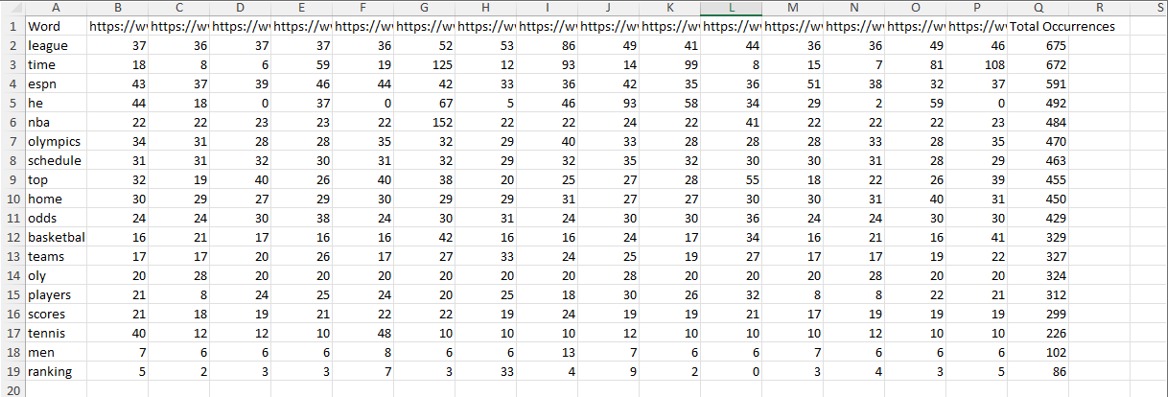 A B C D E F G H I J K L M N O P Q R S
1 Word https://w https://w https://w https://w https://w https://w https://w https://w https://w https://w https://w https://w https://w https://w https://w Total Occurrences
2 league 37 36 37 37 36 52 53 86 49 41 44 36 36 49 46 675
3 time 18 8 6 59 19 125 12 93 14 99 8 15 7 81 108 672
4 espn 43 37 39 46 44 42 33 36 42 35 36 51 38 32 37 591
5 he 44 18 0 37 0 67 5 46 93 58 34 29 2 59 0 492
6 nba 22 22 23 23 22 152 22 22 24 22 41 22 22 22 23 484
7 olympics 34 31 28 28 35 32 29 40 33 28 28 28 33 28 35 470
8 schedule 31 31 32 30 31 32 29 32 35 32 30 30 31 28 29 463
9 top 32 19 40 26 40 38 20 25 27 28 55 18 22 26 39 455
10 home 30 29 27 29 30 29 29 31 27 27 30 30 31 40 31 450
11 odds 24 24 30 38 24 30 31 24 30 30 36 24 24 30 30 429
12 basketbal 16 21 17 16 16 42 16 16 24 17 34 16 21 16 41 329
13 teams 17 17 20 26 17 27 33 24 25 19 27 17 17 19 22 327
14 oly 20 28 20 20 20 20 20 20 28 20 20 20 28 20 20 324
15 players 21 8 24 25 24 20 25 18 30 26 32 8 8 22 21 312
16 scores 21 18 19 21 22 22 19 24 19 19 21 17 19 19 19 299
17 tennis 40 12 12 10 48 10 10 10 12 10 10 10 12 10 10 226
18 men 7 6 6 6 8 6 6 13 7 6 6 7 6 6 6 102
19 ranking 5 2 3 3 7 3 33 4 9 2 0 3 4 3 5 86
20